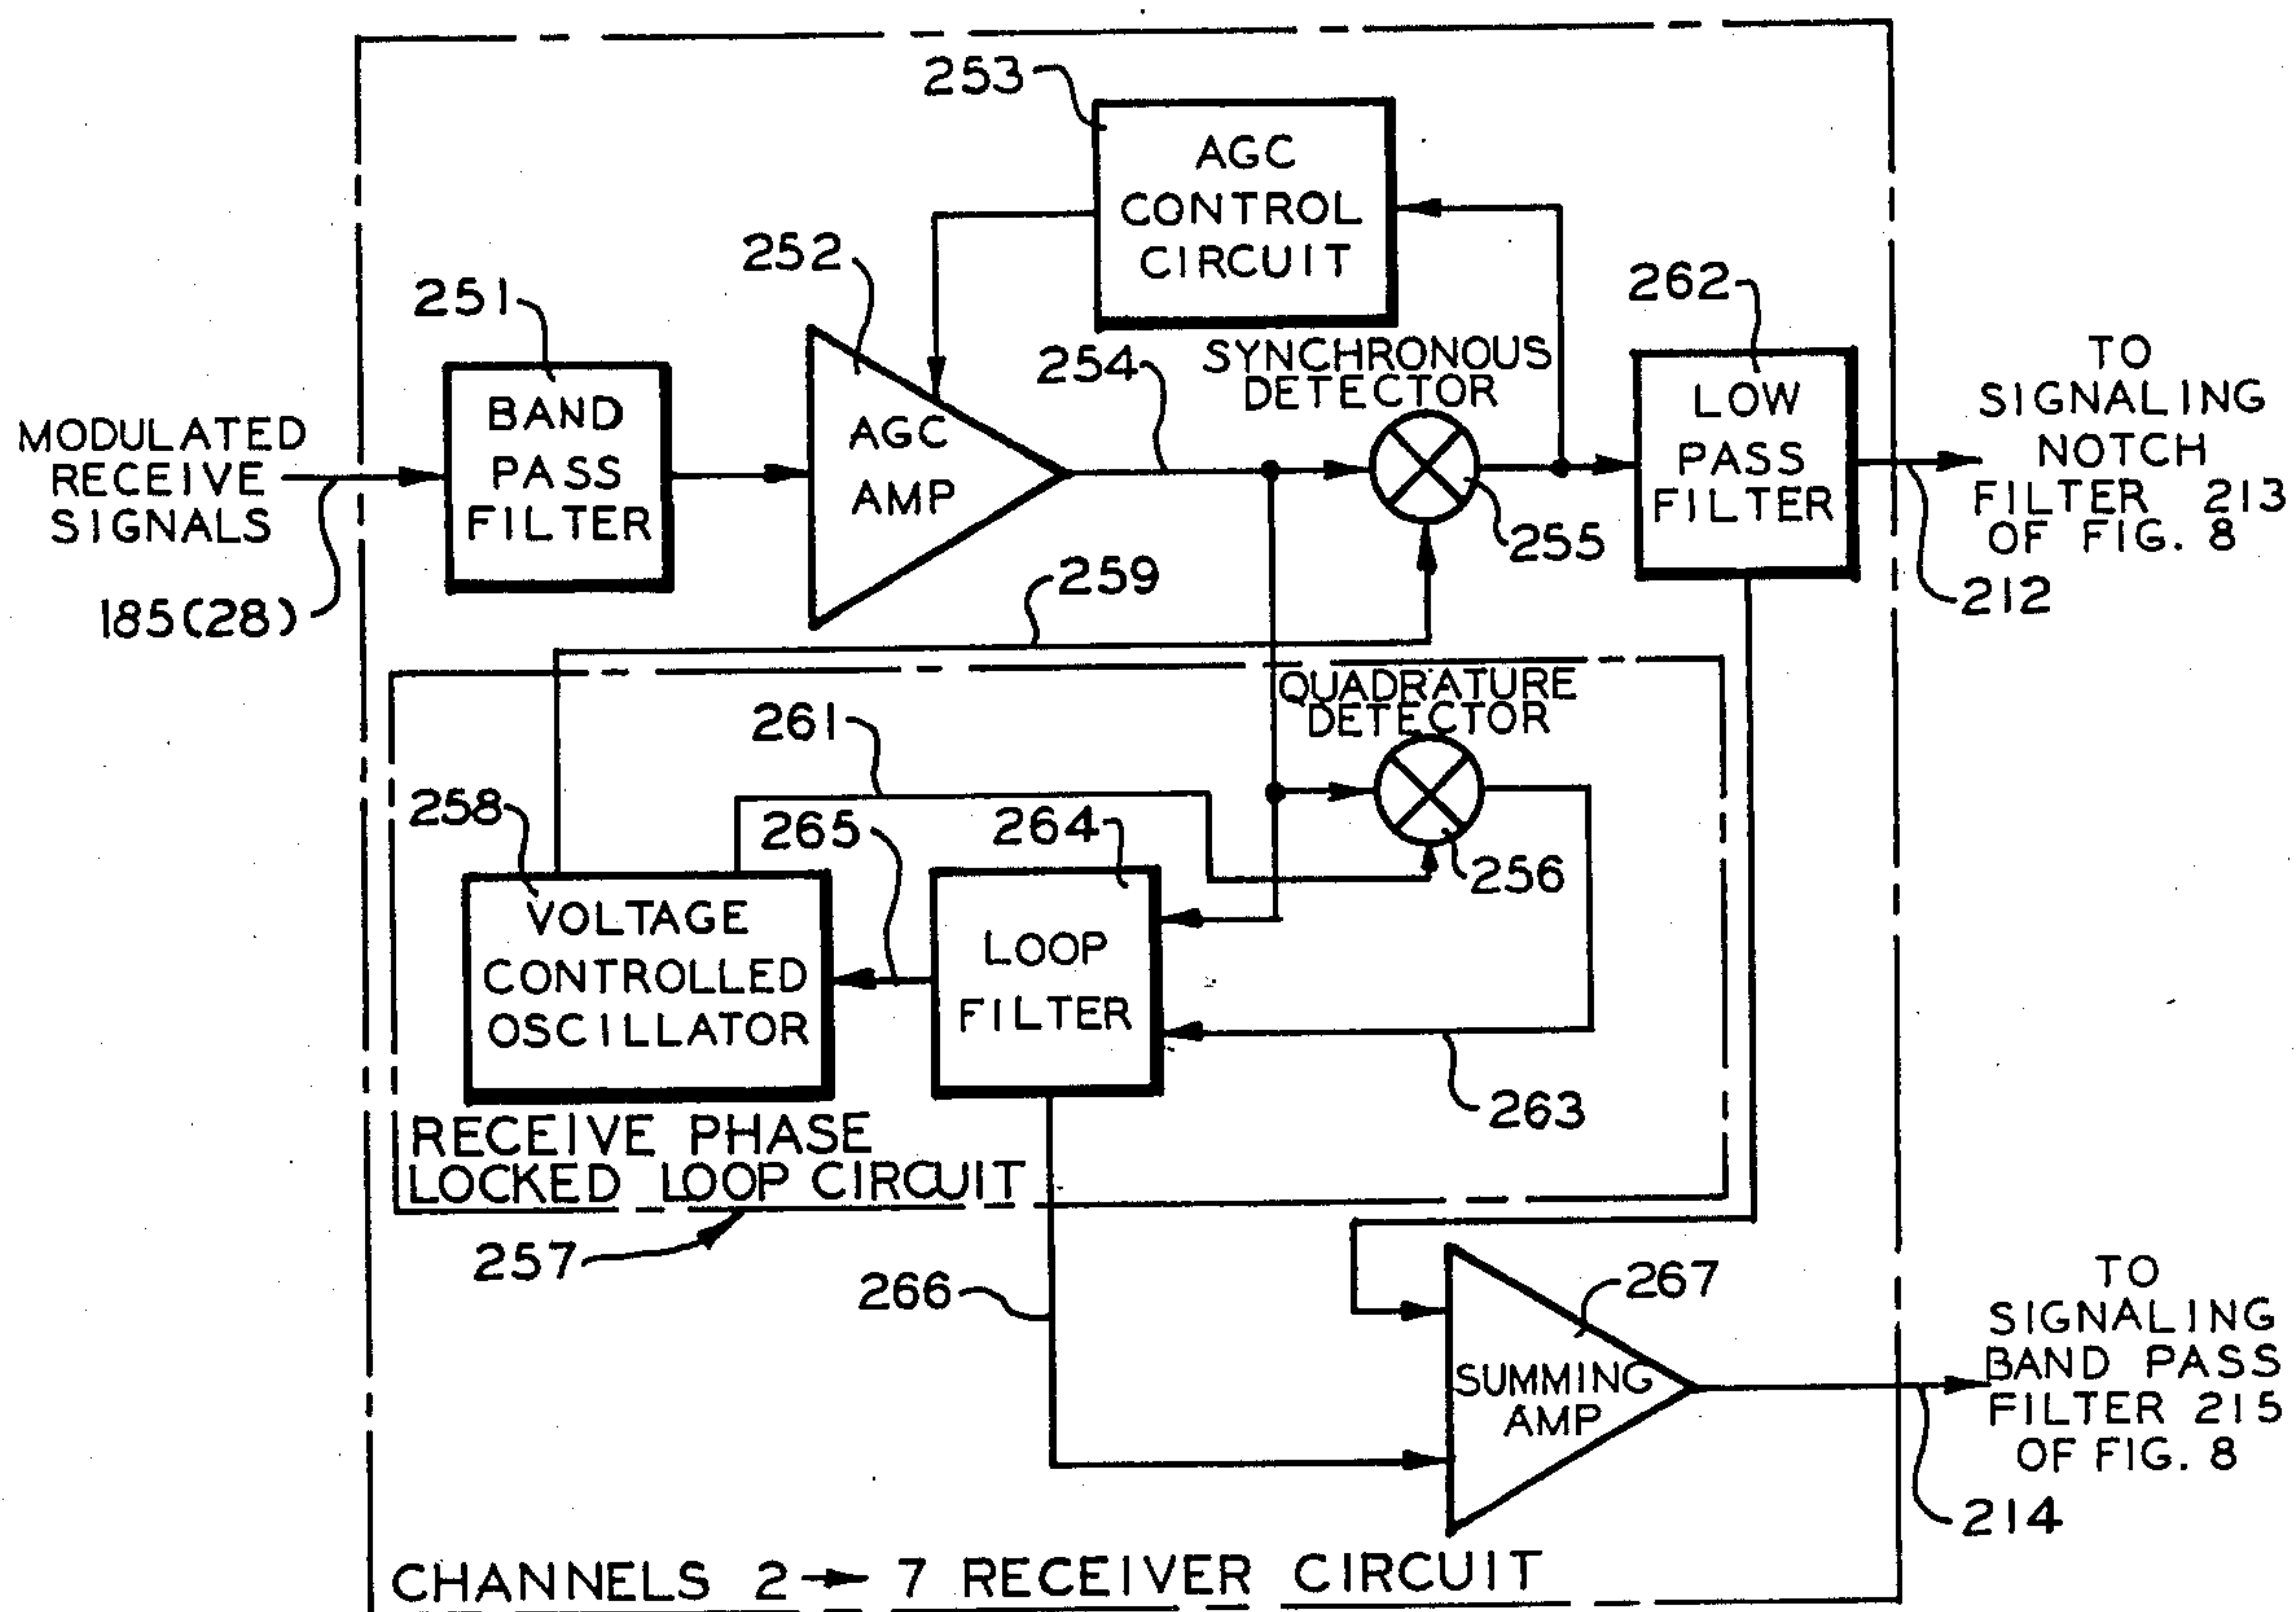 253
AGC
CONTROL
CIRCUIT
252
251
262
254
SYNCHRONOUS
DETECTOR
TO
SIGNALING
NOTCH
FILTER 213
OF FIG. 8
MODULATED
RECEIVE
SIGNALS
BAND
PASS
FILTER
AGC
AMP
LOW
PASS
FILTER
255
259
185(28)
212
QUADRATURE
DETECTOR
261
258
265
264
256
VOLTAGE
CONTROLLED
OSCILLATOR
LOOP
FILTER
263
RECEIVE PHASE
LOCKED LOOP CIRCUIT
257
266
267
SUMMING
AMP
TO
SIGNALING
BAND PASS
FILTER 215
OF FIG. 8
214
CHANNELS 2→7 RECEIVER CIRCUIT